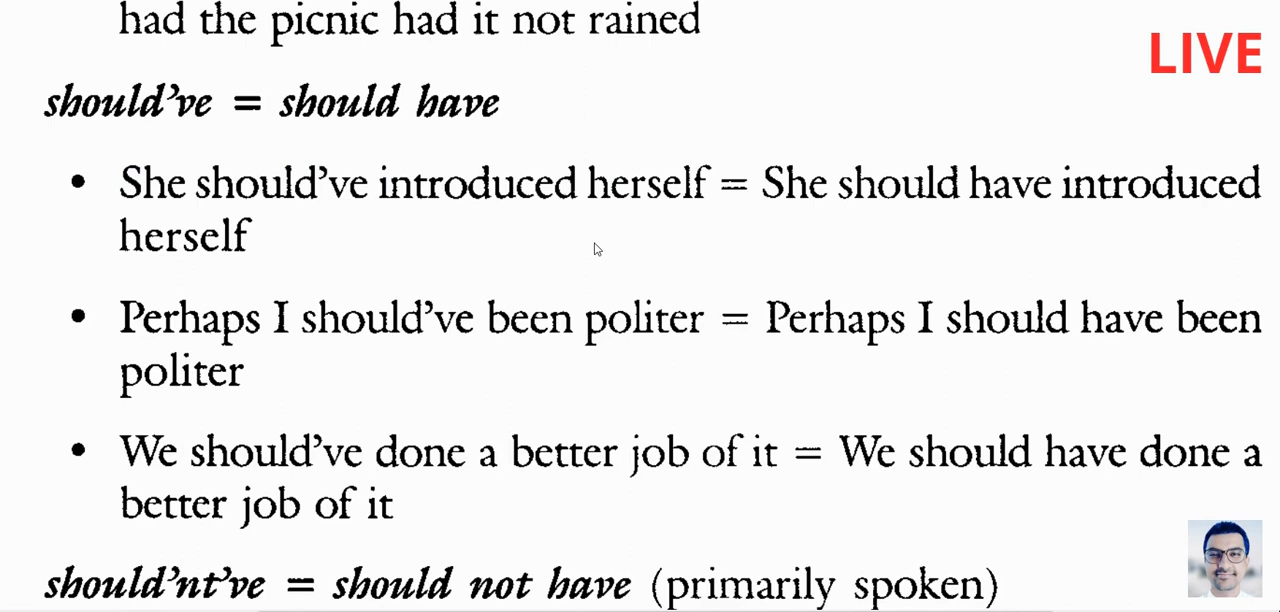 had the picnic had it not rained
LIVE
should’ve = should have
• She should’ve introduced herself = She should have introduced
herself
• Perhaps I should’ve been politer = Perhaps I should have been
politer
• We should’ve done a better job of it = We should have done a
better job of it
should’nt’ve = should not have (primarily spoken)